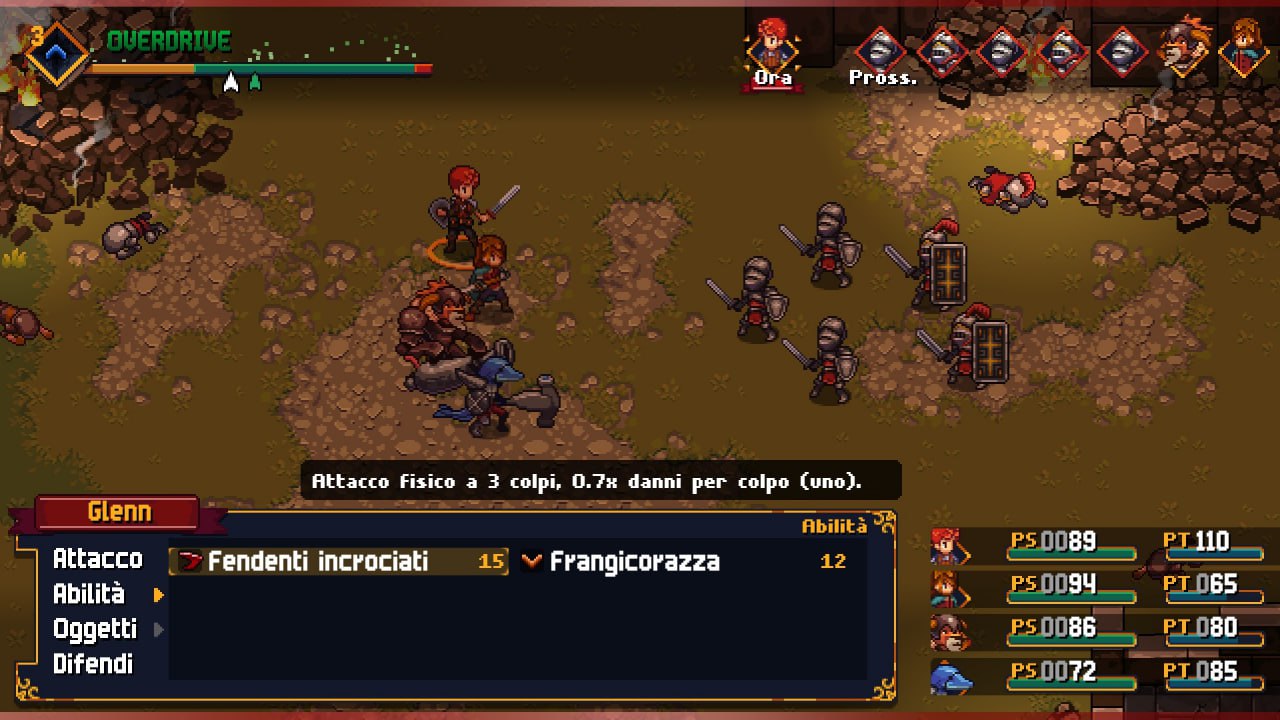 3 OVERDRIVE
Ora
Pross.
Attacco fisico a 3 colpi, 0.7x danni per colpo (uno).
Glenn
Abilità
Attacco
Abilità
Oggetti
Difendi
Fendenti incrociati 15
Frangicorazza 12
PS 0089 PT 110
PS 0094 PT 065
PS 0086 PT 080
PS 0072 PT 085